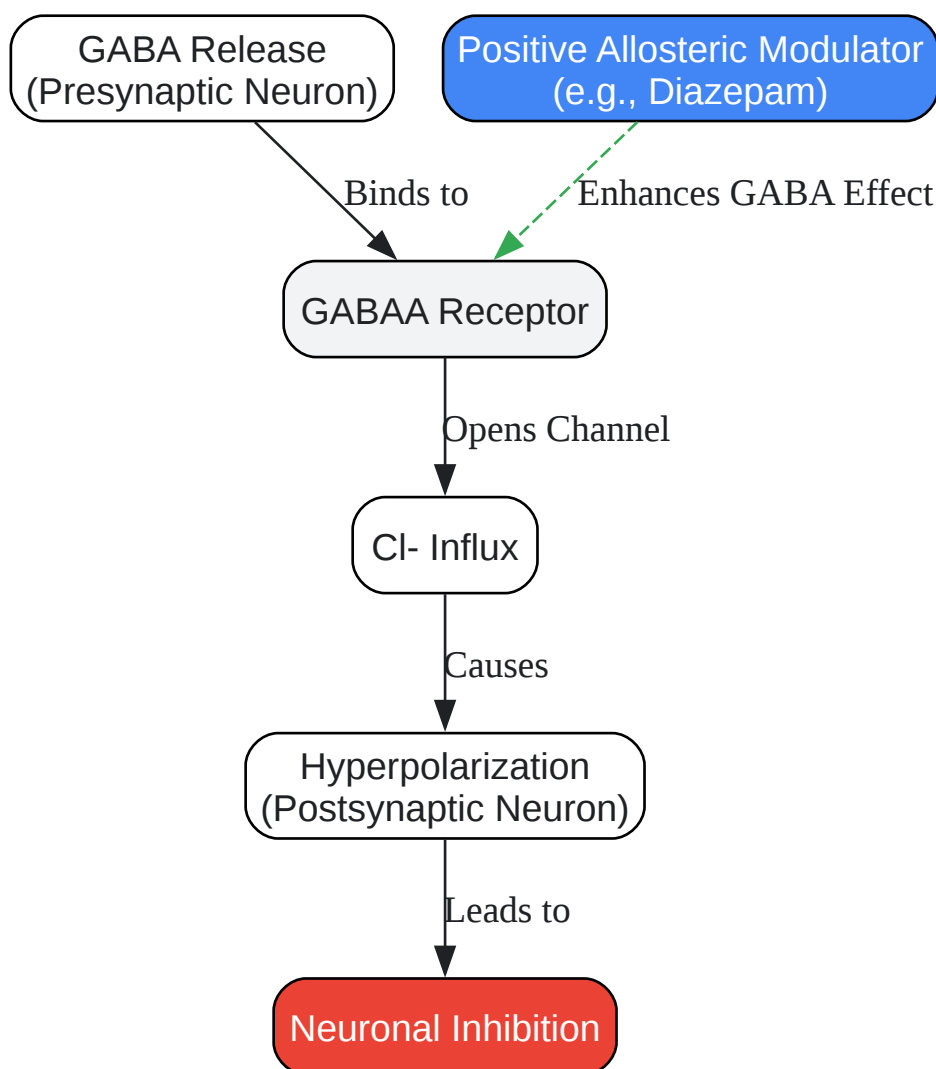 GABA Release
(Presynaptic Neuron)
Positive Allosteric Modulator
(e.g., Diazepam)
Binds to
Enhances GABA Effect
GABAA Receptor
Opens Channel
Cl- Influx
Causes
Hyperpolarization
(Postsynaptic Neuron)
Leads to
Neuronal Inhibition